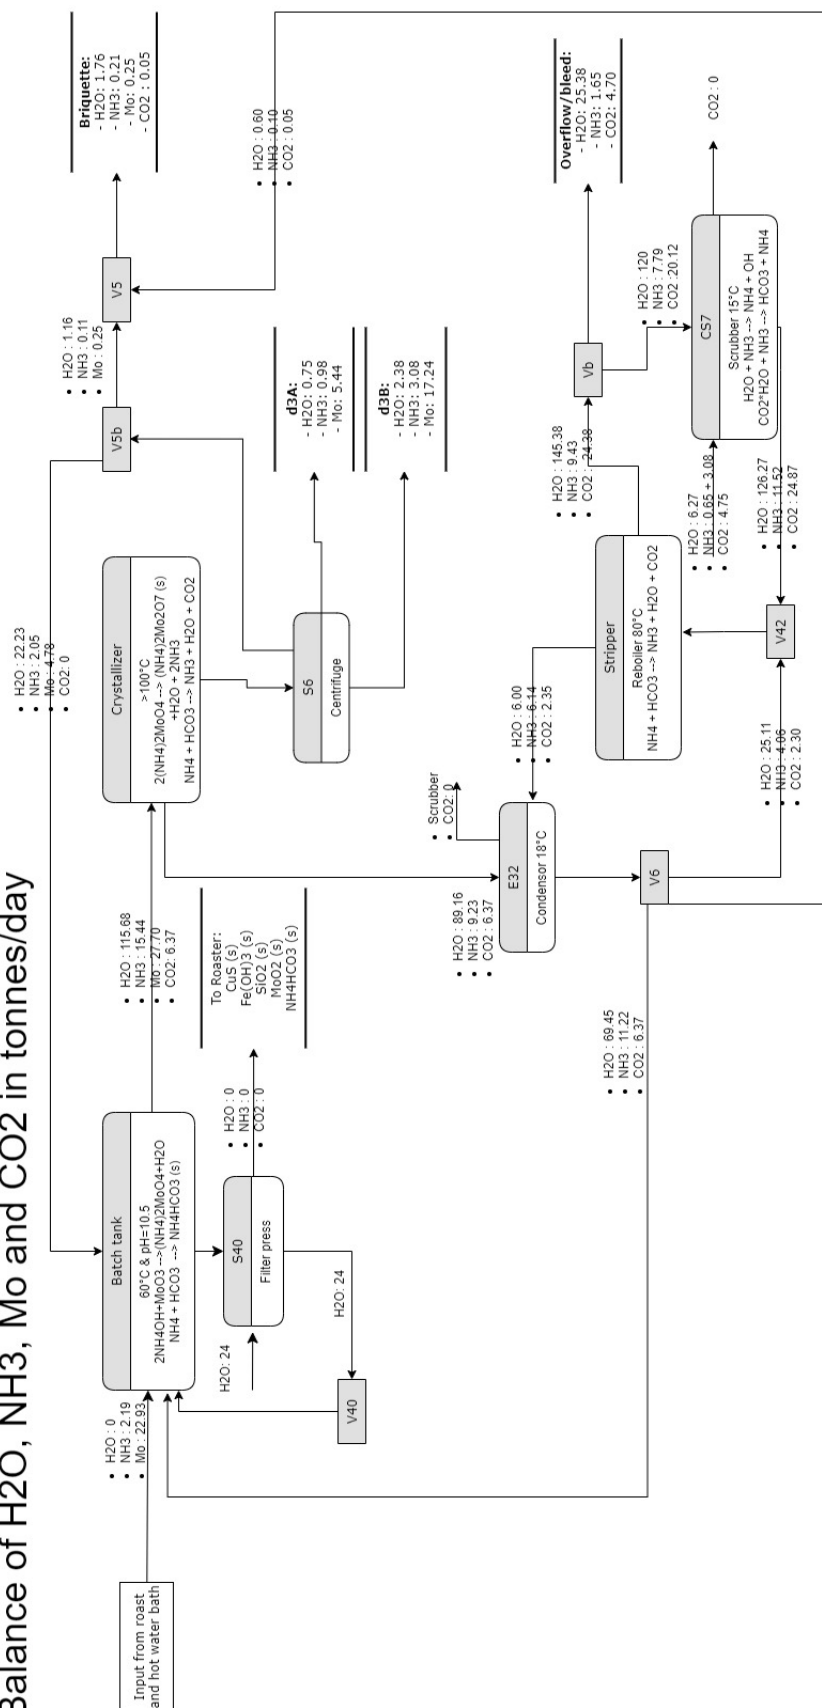 Balance of H2O, NH3, Mo and CO2 in tonnes/day
Input from roast
and hot water bath
• H2O : 0
• NH3 : 2.19
• Mo : 22.93
Batch tank
60°C & pH=10.5
2NH4OH+MoO3 -->(NH4)2MoO4+H2O
NH4 + HCO3 --> NH4HCO3 (s)
• H2O : 22.23
• NH3 : 2.05
• Mo : 4.78
• CO2: 0
• H2O : 115.68
• NH3 : 15.44
• Mo : 27.70
• CO2: 6.37
Crystallizer
>100°C
2(NH4)2MoO4 --> (NH4)2Mo2O7 (s)
+H2O + 2NH3
NH4 + HCO3 --> NH3 + H2O + CO2
V5b
• H2O : 1.16
• NH3 : 0.11
• Mo : 0.25
V5
Briquette:
- H2O: 1.76
- NH3: 0.21
- Mo: 0.25
- CO2 : 0.05
• H2O : 0.60
• NH3 : 0.10
• CO2 : 0.05
H2O: 24
S40
Filter press
• H2O : 0
• NH3 : 0
• CO2 : 0
To Roaster:
CuS (s)
Fe(OH)3 (s)
SiO2 (s)
MoO2 (s)
NH4HCO3 (s)
H2O: 24
V40
S6
Centrifuge
d3A:
- H2O: 0.75
- NH3: 0.98
- Mo: 5.44
d3B:
- H2O: 2.38
- NH3: 3.08
- Mo: 17.24
• Scrubber
• CO2: 0
• H2O : 89.16
• NH3 : 9.23
• CO2 : 6.37
E32
Condensor 18°C
• H2O : 6.00
• NH3 : 6.14
• CO2 : 2.35
Stripper
Reboiler 80°C
NH4 + HCO3 --> NH3 + H2O + CO2
• H2O : 145.38
• NH3 : 9.43
• CO2 : 24.38
Vb
Overflow/bleed:
- H2O: 25.38
- NH3: 1.65
- CO2: 4.70
• H2O : 120
• NH3 : 7.79
• CO2 :20.12
• H2O : 69.45
• NH3 : 11.22
• CO2 : 6.37
V6
• H2O : 6.27
• NH3 : 0.65 + 3.08
• CO2 : 4.75
CS7
Scrubber 15°C
H2O + NH3 --> NH4 + OH
CO2*H2O + NH3 --> HCO3 + NH4
CO2 : 0
• H2O : 25.11
• NH3 : 4.06
• CO2 : 2.30
V42
• H2O : 126.27
• NH3 : 11.52
• CO2 : 24.87